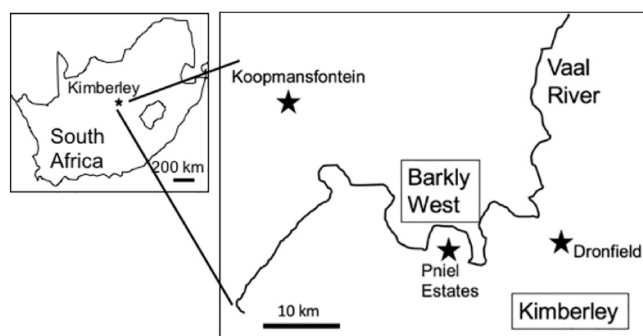 Kimberley
South
Africa
200 km
Koopmansfontein
Vaal
River
Barkly
West
Pniel
Estates
Dronfield
10 km
Kimberley